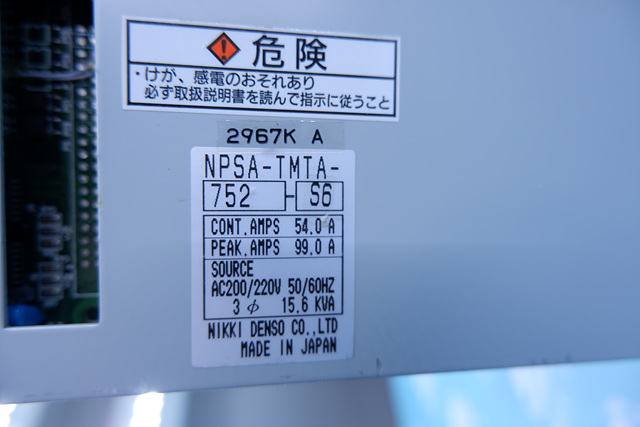 危険
・けが、感電のおそれあり
必ず取扱説明書を読んで指示に従うこと
2967K A
NPSA-TMTA-
752 - S6
CONT.AMPS 54.0 A
PEAK.AMPS 99.0 A
SOURCE
AC200/220V 50/60HZ
3 φ 15.6 KVA
NIKKI DENSO CO.,LTD
MADE IN JAPAN